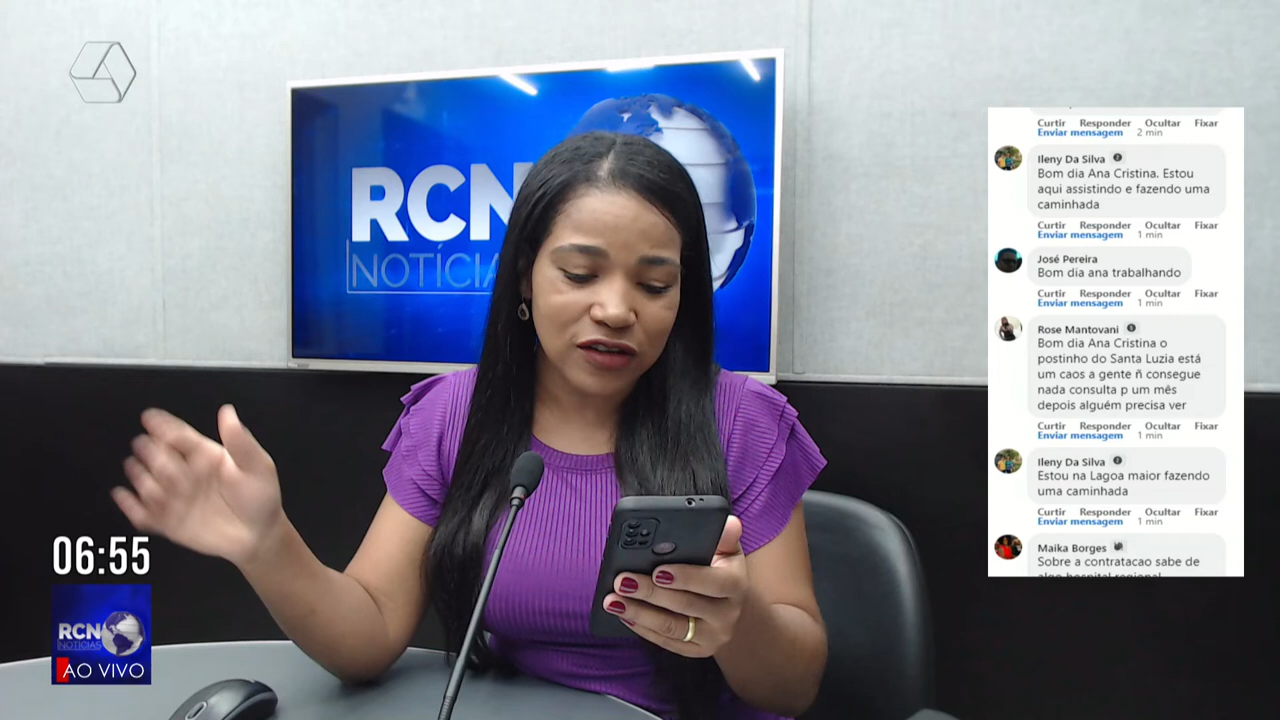 RCN
NOTÍCIA
06:55
RCN
NOTÍCIAS
AO VIVO
Curtir Responder Ocultar Fixar
Enviar mensagem 2 min
Ileny Da Silva
Bom dia Ana Cristina. Estou
aqui assistindo e fazendo uma
caminhada
Curtir Responder Ocultar Fixar
Enviar mensagem 1 min
José Pereira
Bom dia ana trabalhando
Curtir Responder Ocultar Fixar
Enviar mensagem 1 min
Rose Mantovani
Bom dia Ana Cristina o
postinho do Santa Luzia está
um caos a gente ñ consegue
nada consulta p um mês
depois alguém precisa ver
Curtir Responder Ocultar Fixar
Enviar mensagem 1 min
Ileny Da Silva
Estou na Lagoa maior fazendo
uma caminhada
Curtir Responder Ocultar Fixar
Enviar mensagem 1 min
Maika Borges
Sobre a contratacao sabe de
algo hospital regional